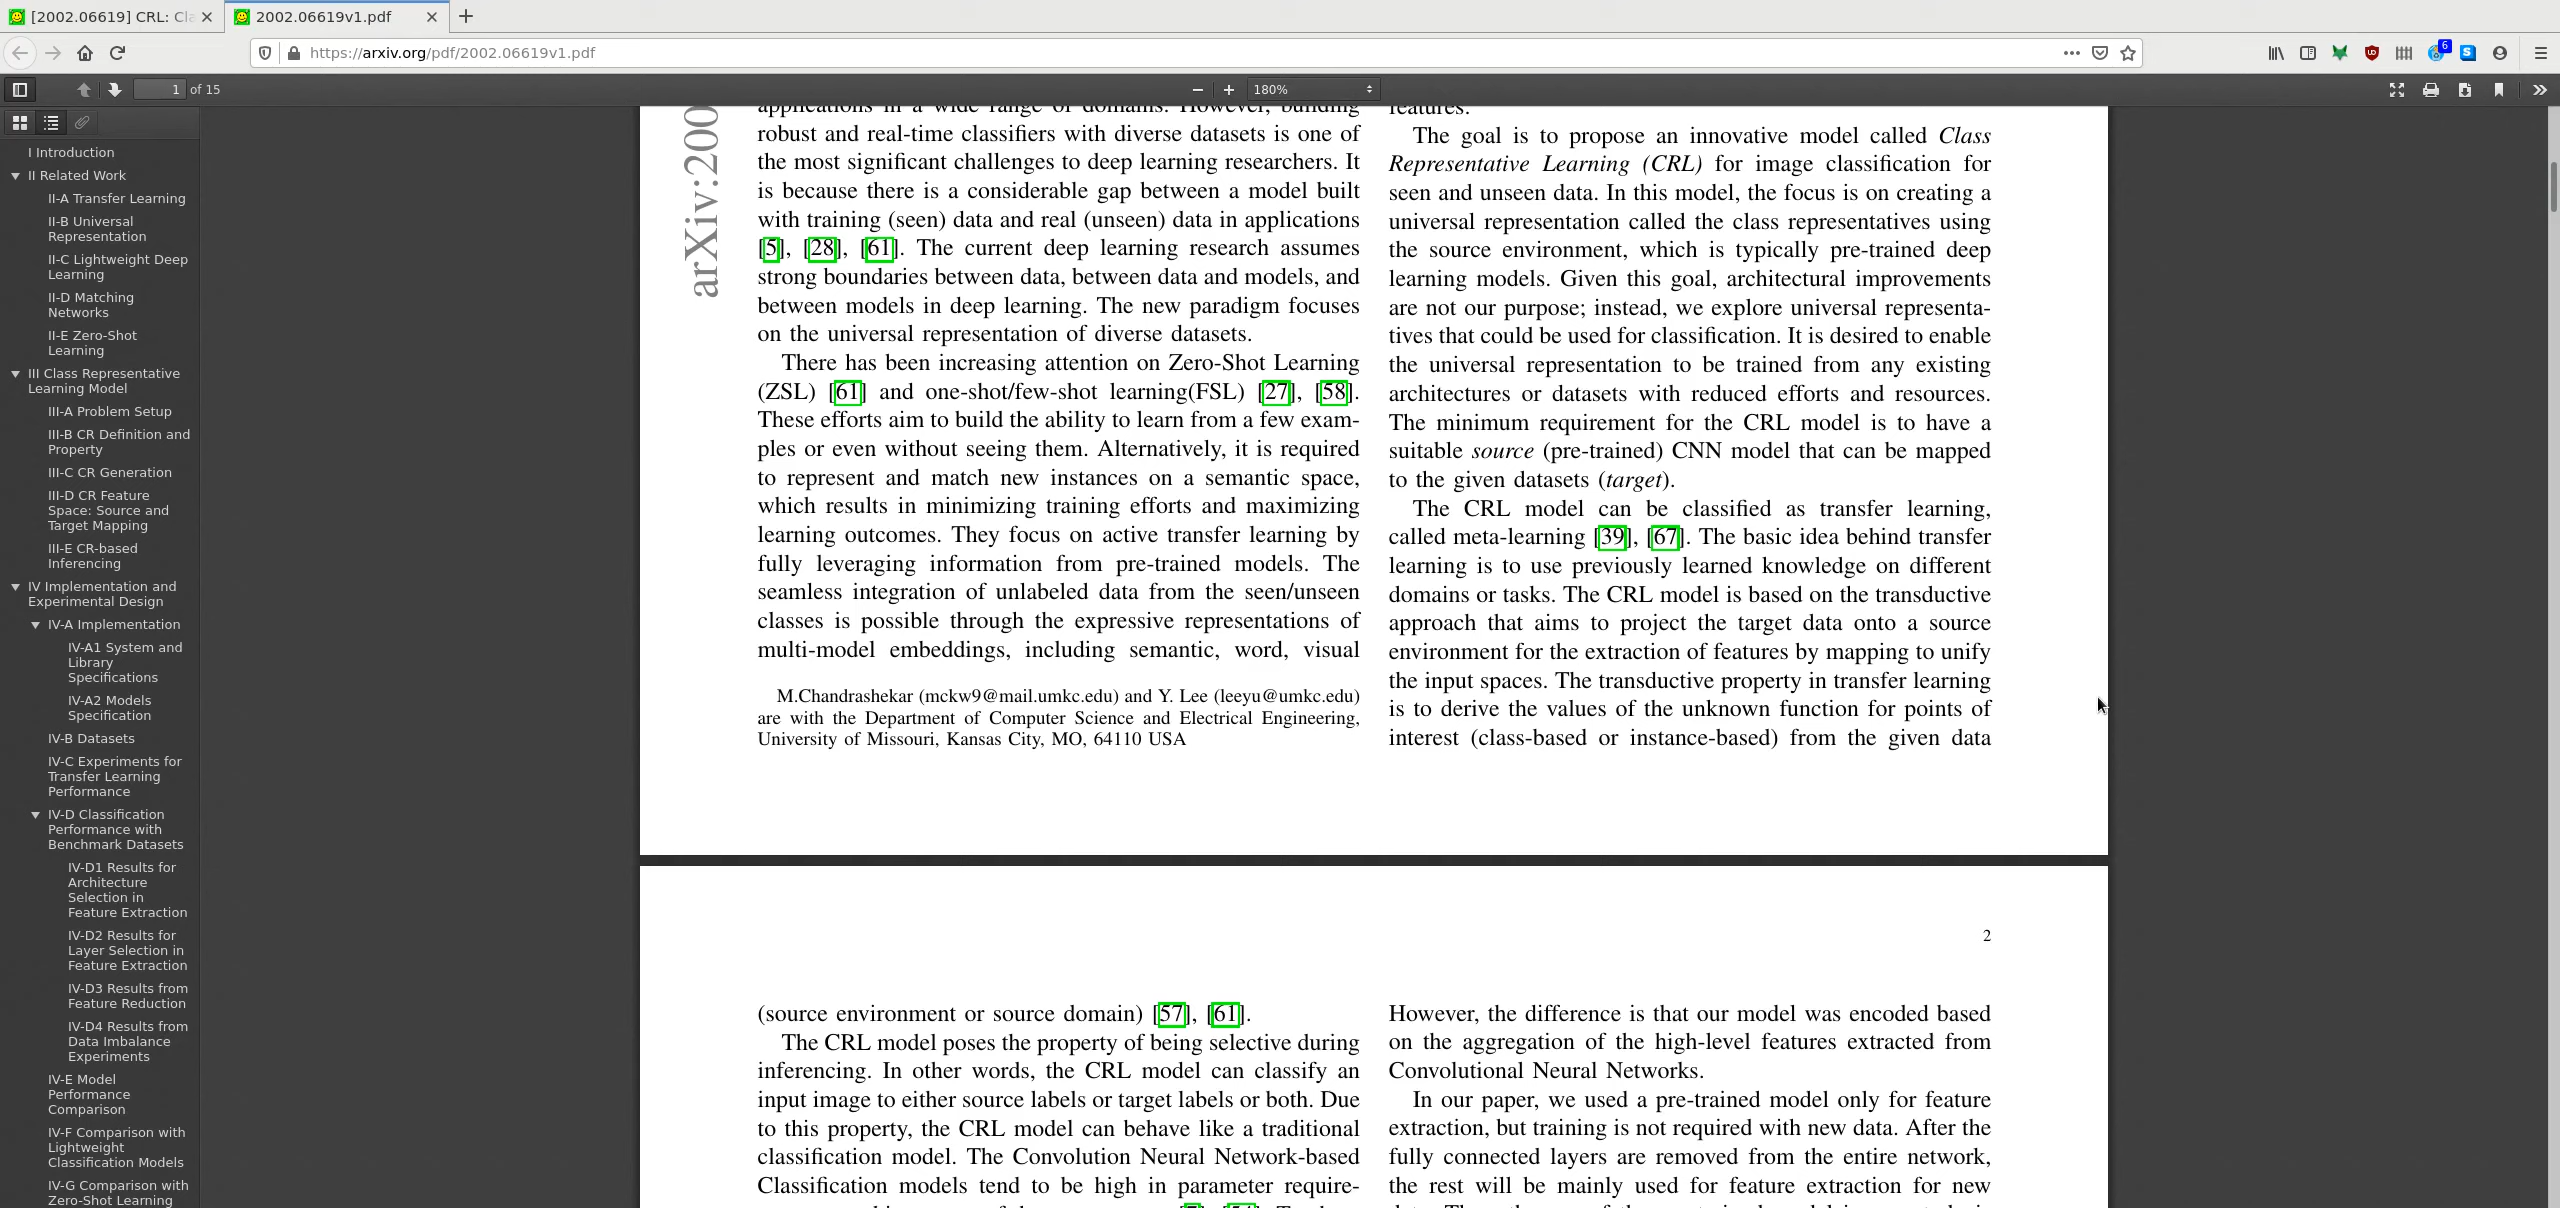 [2002.06619] CRL: Cla
2002.06619v1.pdf
https://arxiv.org/pdf/2002.06619v1.pdf
6
1 of 15
180%
I Introduction
II Related Work
II-A Transfer Learning
II-B Universal
Representation
II-C Lightweight Deep
Learning
II-D Matching
Networks
II-E Zero-Shot
Learning
III Class Representative
Learning Model
III-A Problem Setup
III-B CR Definition and
Property
III-C CR Generation
III-D CR Feature
Space: Source and
Target Mapping
III-E CR-based
Inferencing
IV Implementation and
Experimental Design
IV-A Implementation
IV-A1 System and
Library
Specifications
IV-A2 Models
Specification
IV-B Datasets
IV-C Experiments for
Transfer Learning
Performance
IV-D Classification
Performance with
Benchmark Datasets
IV-D1 Results for
Architecture
Selection in
Feature Extraction
IV-D2 Results for
Layer Selection in
Feature Extraction
IV-D3 Results from
Feature Reduction
IV-D4 Results from
Data Imbalance
Experiments
IV-E Model
Performance
Comparison
IV-F Comparison with
Lightweight
Classification Models
IV-G Comparison with
Zero-Shot Learning
arXiv:200
applications in a wide range of domains. However, building
robust and real-time classifiers with diverse datasets is one of
the most significant challenges to deep learning researchers. It
is because there is a considerable gap between a model built
with training (seen) data and real (unseen) data in applications
[5], [28], [61]. The current deep learning research assumes
strong boundaries between data, between data and models, and
between models in deep learning. The new paradigm focuses
on the universal representation of diverse datasets.
There has been increasing attention on Zero-Shot Learning
(ZSL) [61] and one-shot/few-shot learning(FSL) [27], [58].
These efforts aim to build the ability to learn from a few exam-
ples or even without seeing them. Alternatively, it is required
to represent and match new instances on a semantic space,
which results in minimizing training efforts and maximizing
learning outcomes. They focus on active transfer learning by
fully leveraging information from pre-trained models. The
seamless integration of unlabeled data from the seen/unseen
classes is possible through the expressive representations of
multi-model embeddings, including semantic, word, visual
M.Chandrashekar (mckw9@mail.umkc.edu) and Y. Lee (leeyu@umkc.edu)
are with the Department of Computer Science and Electrical Engineering,
University of Missouri, Kansas City, MO, 64110 USA
features.
The goal is to propose an innovative model called Class
Representative Learning (CRL) for image classification for
seen and unseen data. In this model, the focus is on creating a
universal representation called the class representatives using
the source environment, which is typically pre-trained deep
learning models. Given this goal, architectural improvements
are not our purpose; instead, we explore universal representa-
tives that could be used for classification. It is desired to enable
the universal representation to be trained from any existing
architectures or datasets with reduced efforts and resources.
The minimum requirement for the CRL model is to have a
suitable source (pre-trained) CNN model that can be mapped
to the given datasets (target).
The CRL model can be classified as transfer learning,
called meta-learning [39], [67]. The basic idea behind transfer
learning is to use previously learned knowledge on different
domains or tasks. The CRL model is based on the transductive
approach that aims to project the target data onto a source
environment for the extraction of features by mapping to unify
the input spaces. The transductive property in transfer learning
is to derive the values of the unknown function for points of
interest (class-based or instance-based) from the given data
2
(source environment or source domain) [57], [61].
The CRL model poses the property of being selective during
inferencing. In other words, the CRL model can classify an
input image to either source labels or target labels or both. Due
to this property, the CRL model can behave like a traditional
classification model. The Convolution Neural Network-based
Classification models tend to be high in parameter require-
However, the difference is that our model was encoded based
on the aggregation of the high-level features extracted from
Convolutional Neural Networks.
In our paper, we used a pre-trained model only for feature
extraction, but training is not required with new data. After the
fully connected layers are removed from the entire network,
the rest will be mainly used for feature extraction for new